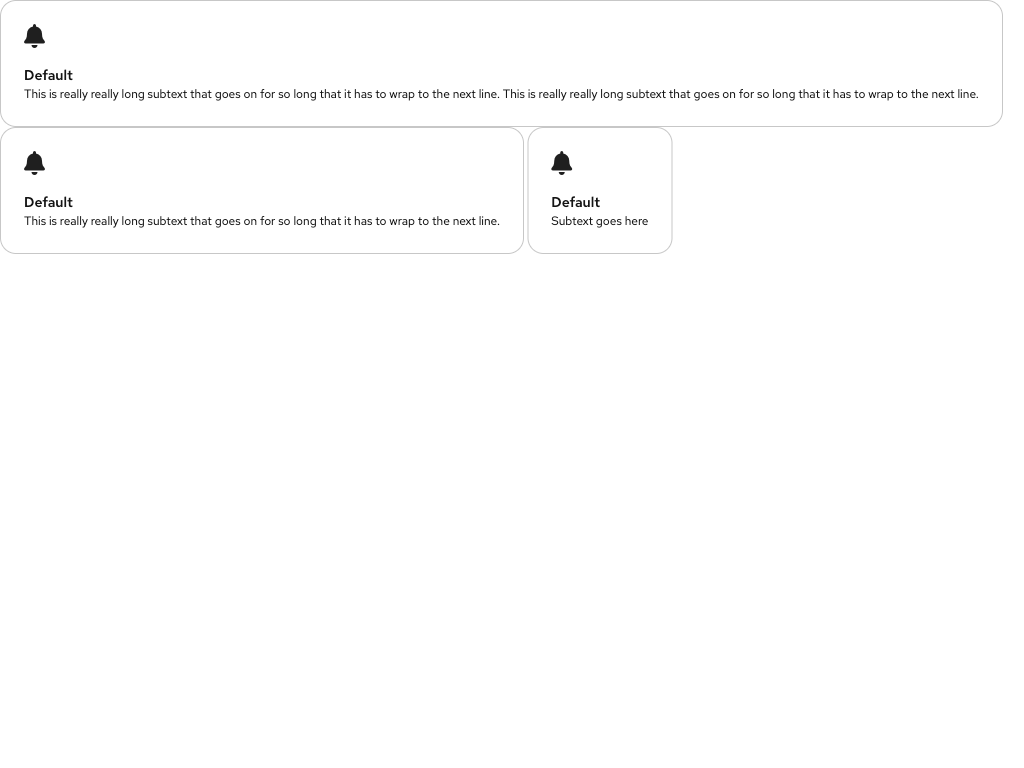 Default
This is really really long subtext that goes on for so long that it has to wrap to the next line. This is really really long subtext that goes on for so long that it has to wrap to the next line.
Default
This is really really long subtext that goes on for so long that it has to wrap to the next line.
Default
Subtext goes here